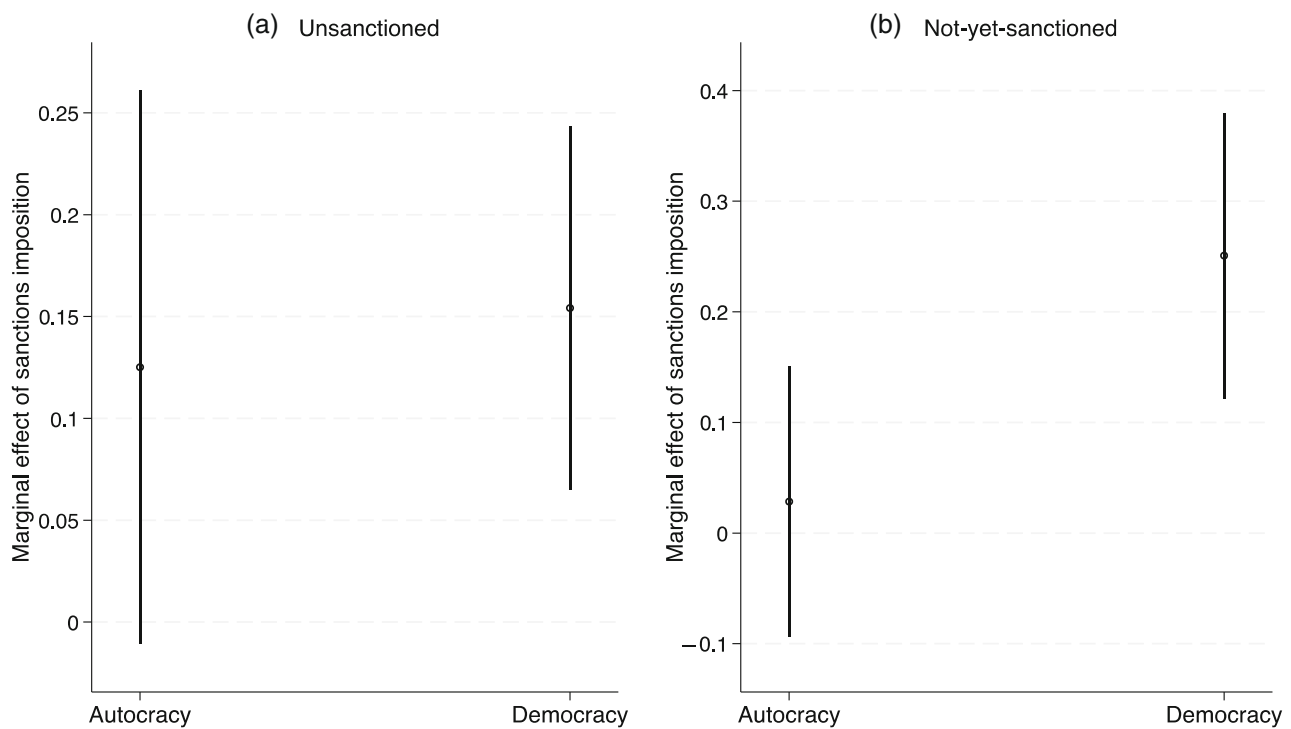 (a) Unsanctioned
Marginal effect of sanctions imposition
0.25
0.2
0.15
0.1
0.05
0
Autocracy
Democracy
(b) Not-yet-sanctioned
Marginal effect of sanctions imposition
0.4
0.3
0.2
0.1
0
−0.1
Autocracy
Democracy